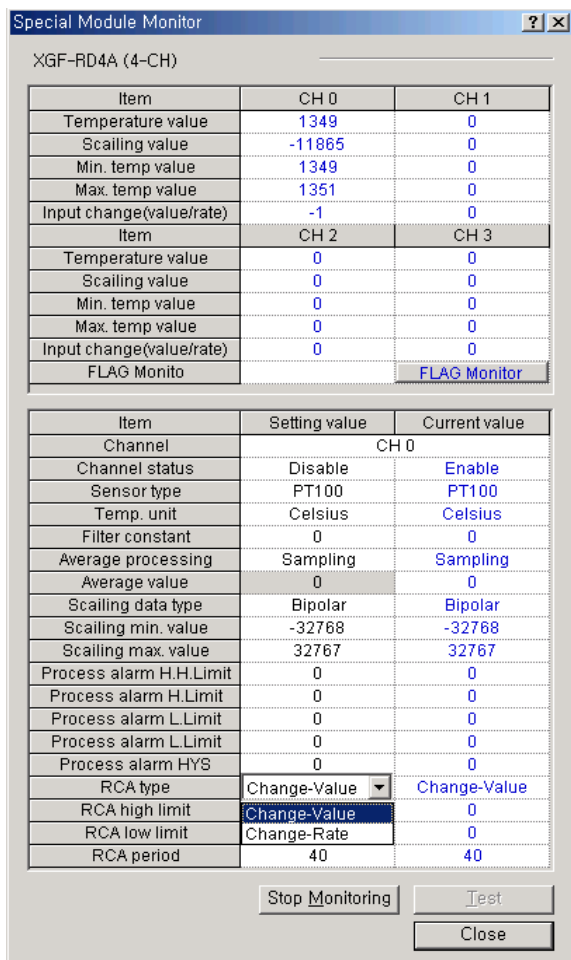 Special Module Monitor
XGF-RD4A (4-CH)
Item CH 0 CH 1
Temperature value 1349 0
Scailing value -11865 0
Min. temp value 1349 0
Max. temp value 1351 0
Input change(value/rate) -1 0
Item CH 2 CH 3
Temperature value 0 0
Scailing value 0 0
Min. temp value 0 0
Max. temp value 0 0
Input change(value/rate) 0 0
FLAG Monito FLAG Monitor
Item Setting value Current value
Channel CH 0
Channel status Disable Enable
Sensor type PT100 PT100
Temp. unit Celsius Celsius
Filter constant 0 0
Average processing Sampling Sampling
Average value 0 0
Scailing data type Bipolar Bipolar
Scailing min. value -32768 -32768
Scailing max. value 32767 32767
Process alarm H.H.Limit 0 0
Process alarm H.Limit 0 0
Process alarm L.Limit 0 0
Process alarm L.Limit 0 0
Process alarm HYS 0 0
RCA type Change-Value Change-Value
RCA high limit Change-Value 0
RCA low limit Change-Rate 0
RCA period 40 40
Stop Monitoring Test
Close